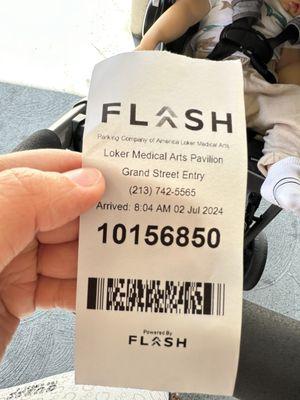 FLASH
Parking Company of America Loker Medical Arts
Loker Medical Arts Pavilion
Grand Street Entry
(213) 742-5565
Arrived: 8:04 AM 02 Jul 2024
10156850
Powered By
FLASH